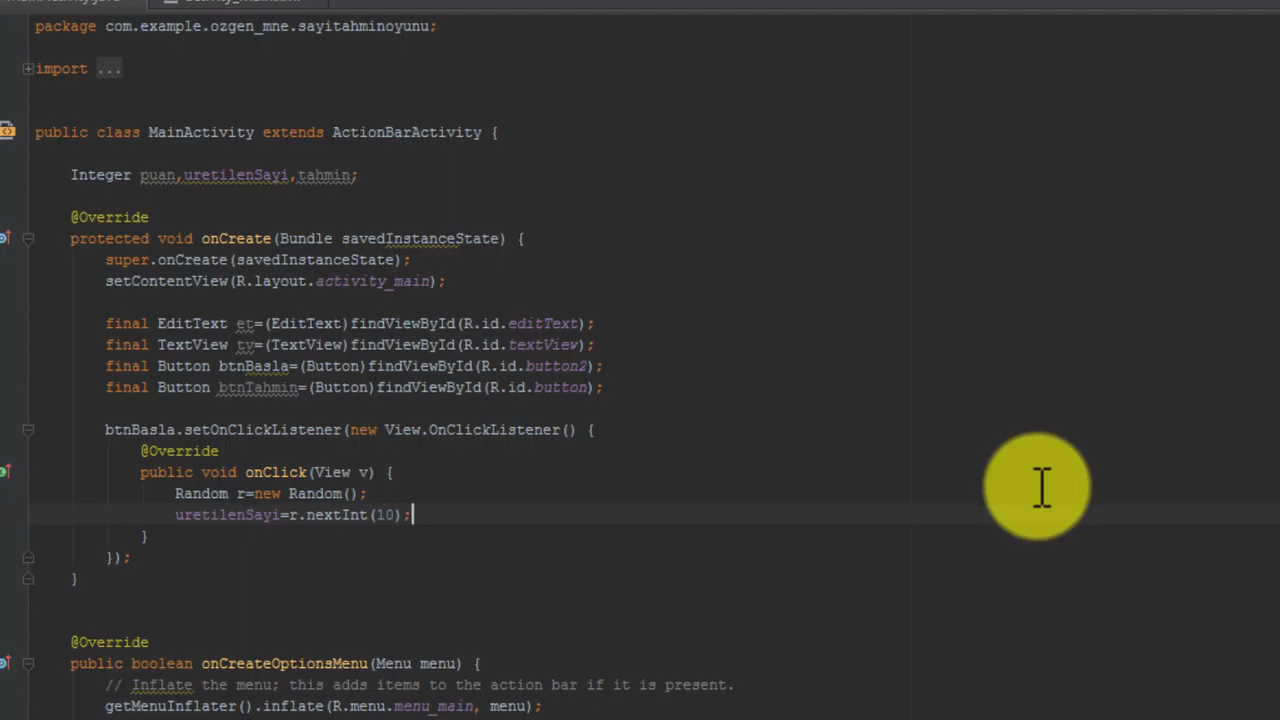 package com.example.ozgen_mne.sayitahminoyunu;
import ...
public class MainActivity extends ActionBarActivity {
Integer puan,uretilenSayi,tahmin;
@Override
protected void onCreate(Bundle savedInstanceState) {
super.onCreate(savedInstanceState);
setContentView(R.layout.activity_main);
final EditText et=(EditText)findViewById(R.id.editText);
final TextView tv=(TextView)findViewById(R.id.textView);
final Button btnBasla=(Button)findViewById(R.id.button2);
final Button btnTahmin=(Button)findViewById(R.id.button);
btnBasla.setOnClickListener(new View.OnClickListener() {
@Override
public void onClick(View v) {
Random r=new Random();
uretilenSayi=r.nextInt(10);
}
});
}
@Override
public boolean onCreateOptionsMenu(Menu menu) {
// Inflate the menu; this adds items to the action bar if it is present.
getMenuInflater().inflate(R.menu.menu_main, menu);